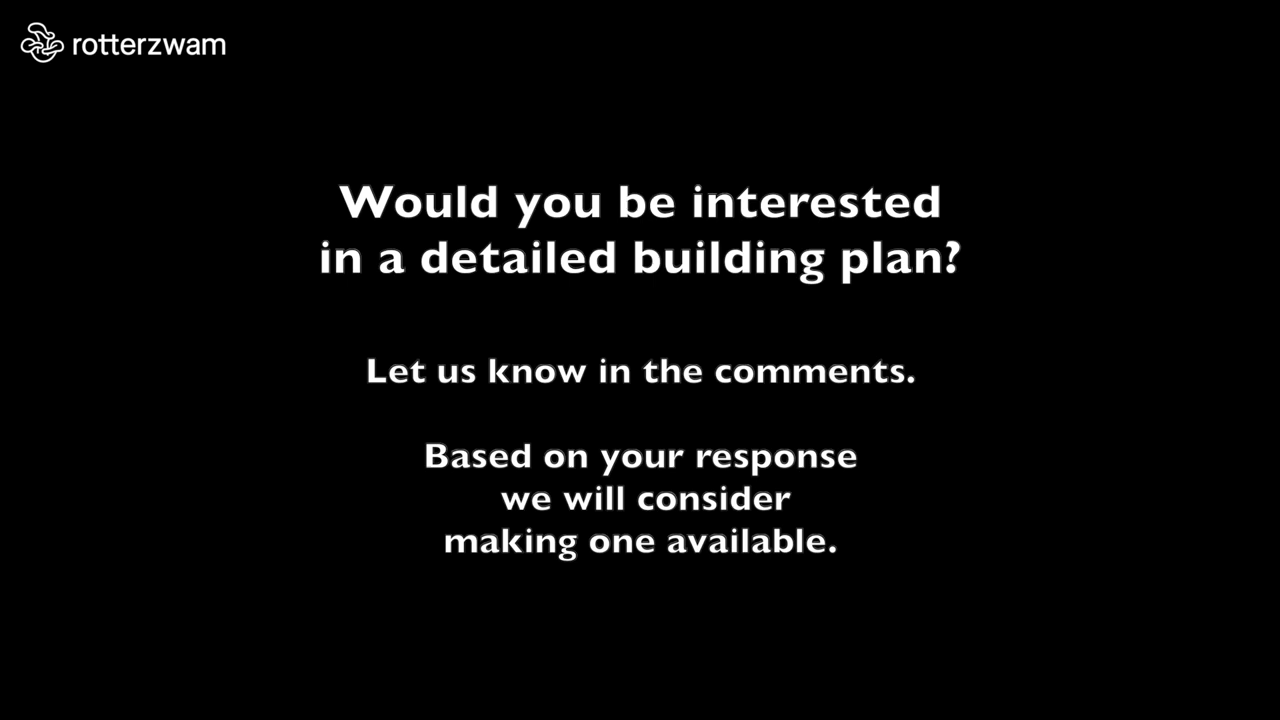 rotterzwam
Would you be interested
in a detailed building plan?
Let us know in the comments.
Based on your response
we will consider
making one available.